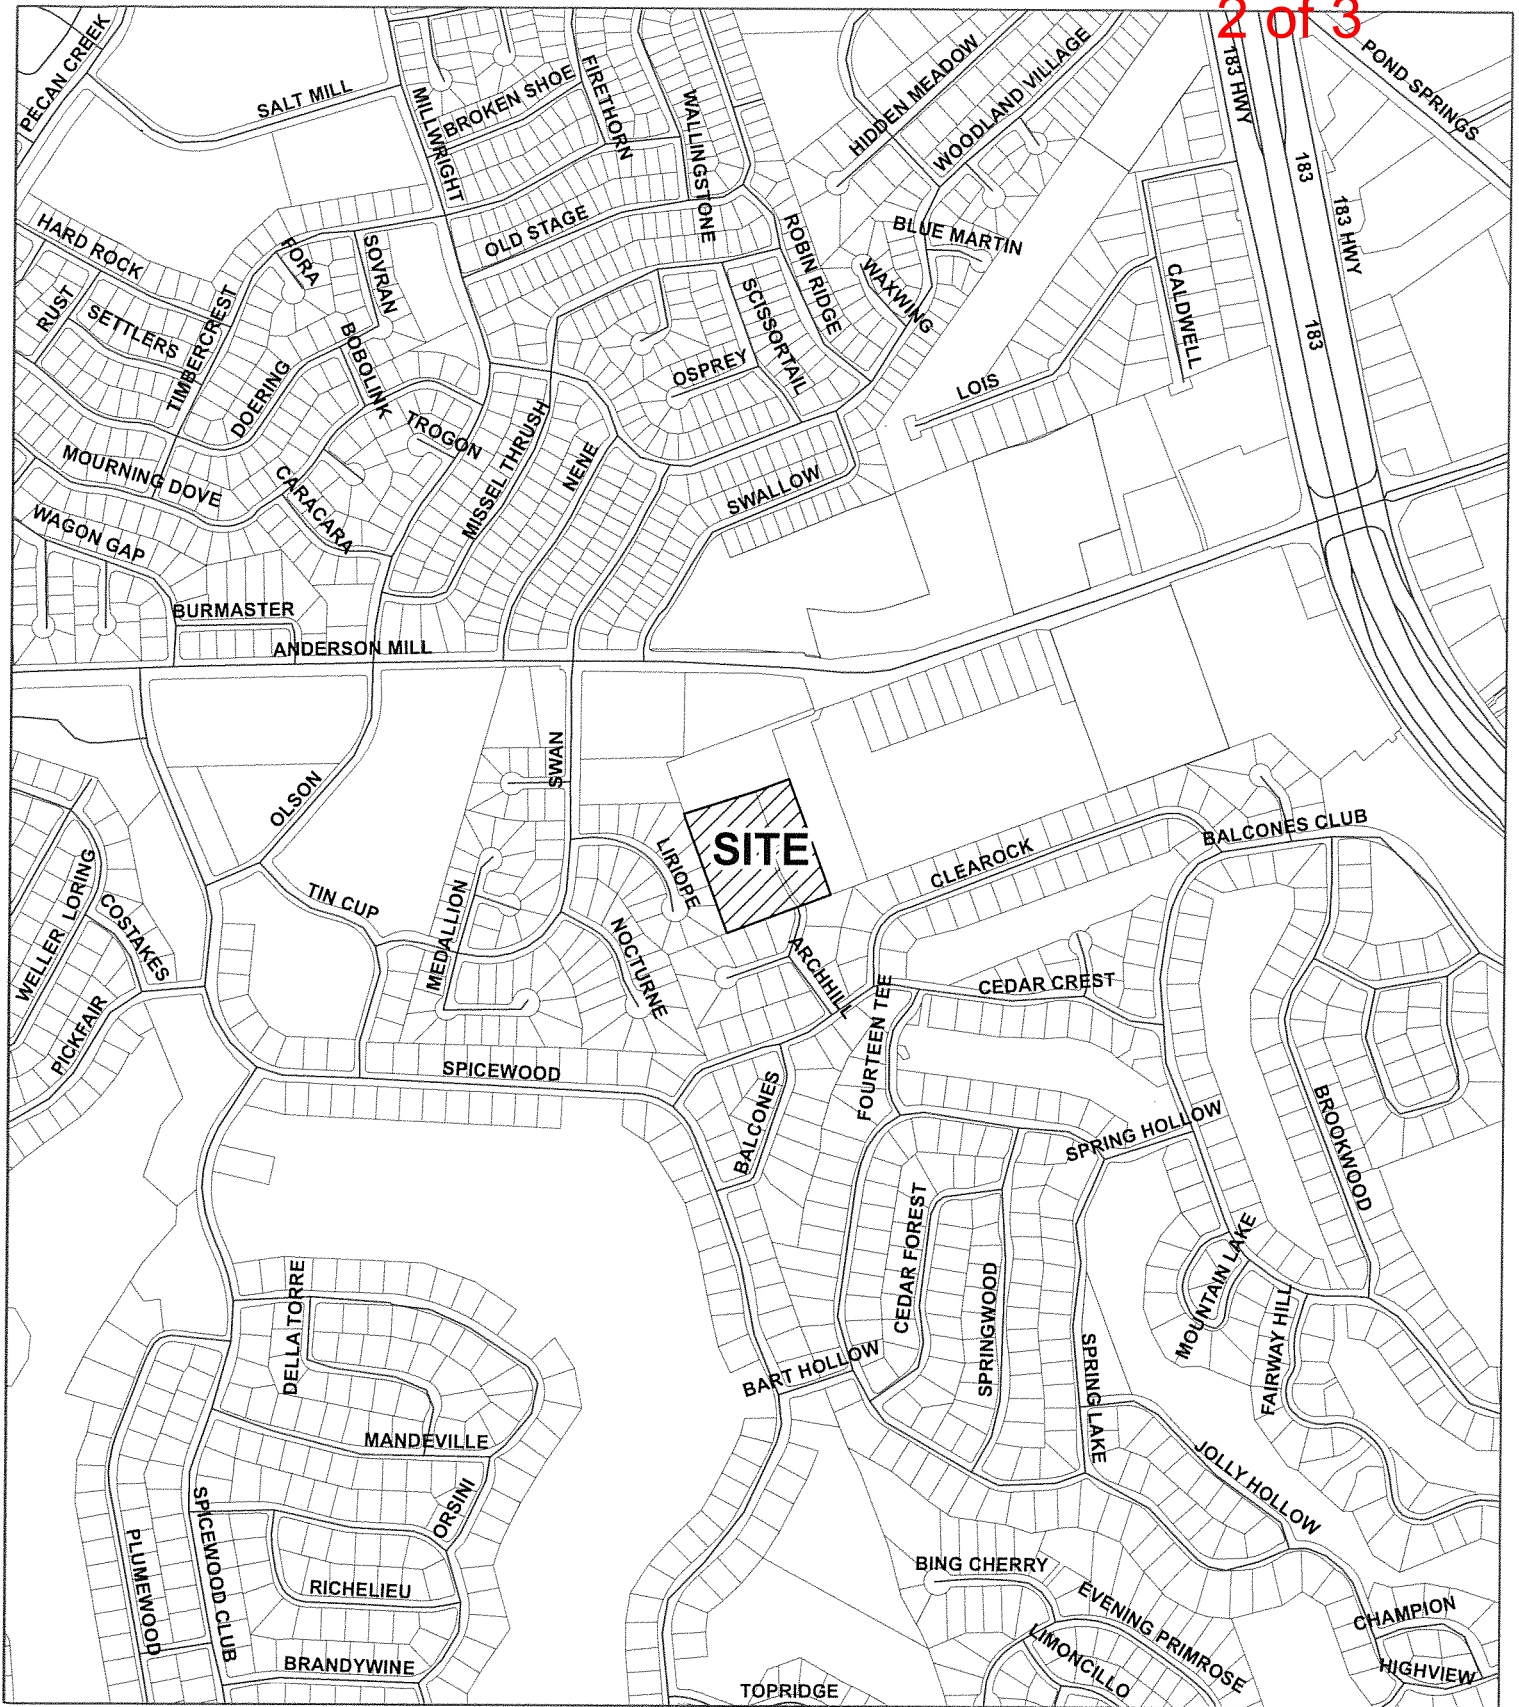 2 of 3
PECAN CREEK
SALT MILL
MILLWRIGHT
BROKEN SHOE
FIRETHORN
WALLINGSTONE
HIDDEN MEADOW
WOODLAND VILLAGE
183 HWY
POND SPRINGS
183
183 HWY
HARD ROCK
FORA
SOVRAN
OLD STAGE
ROBIN RIDGE
BLUE MARTIN
WAXWING
CALDWELL
RUST
SETTLERS
TIMBERCREST
BOBOLINK
SCISSORTAIL
183
DOERING
OSPREY
LOIS
TROGON
MISSEL THRUSH
NENE
MOURNING DOVE
CARACARA
SWALLOW
WAGON GAP
BURMASTER
ANDERSON MILL
SWAN
OLSON
SITE
LIRIOPE
CLEAROCK
BALCONES CLUB
WELLER
LORING
COSTAKES
TIN CUP
MEDALLION
NOCTURNE
ARCHHILL
CEDAR CREST
PICKFAIR
FOURTEEN TEE
SPICEWOOD
BALCONES
SPRING HOLLOW
BROOKWOOD
CEDAR FOREST
MOUNTAIN LAKE
DELLA TORRE
SPRINGWOOD
FAIRWAY HILL
BART HOLLOW
SPRING LAKE
MANDEVILLE
JOLLY HOLLOW
ORSINI
SPICEWOOD CLUB
PLUMEWOOD
RICHELIEU
BING CHERRY
EVENING PRIMROSE
CHAMPION
LIMONCILLO
HIGHVIEW
BRANDYWINE
TOPRIDGE